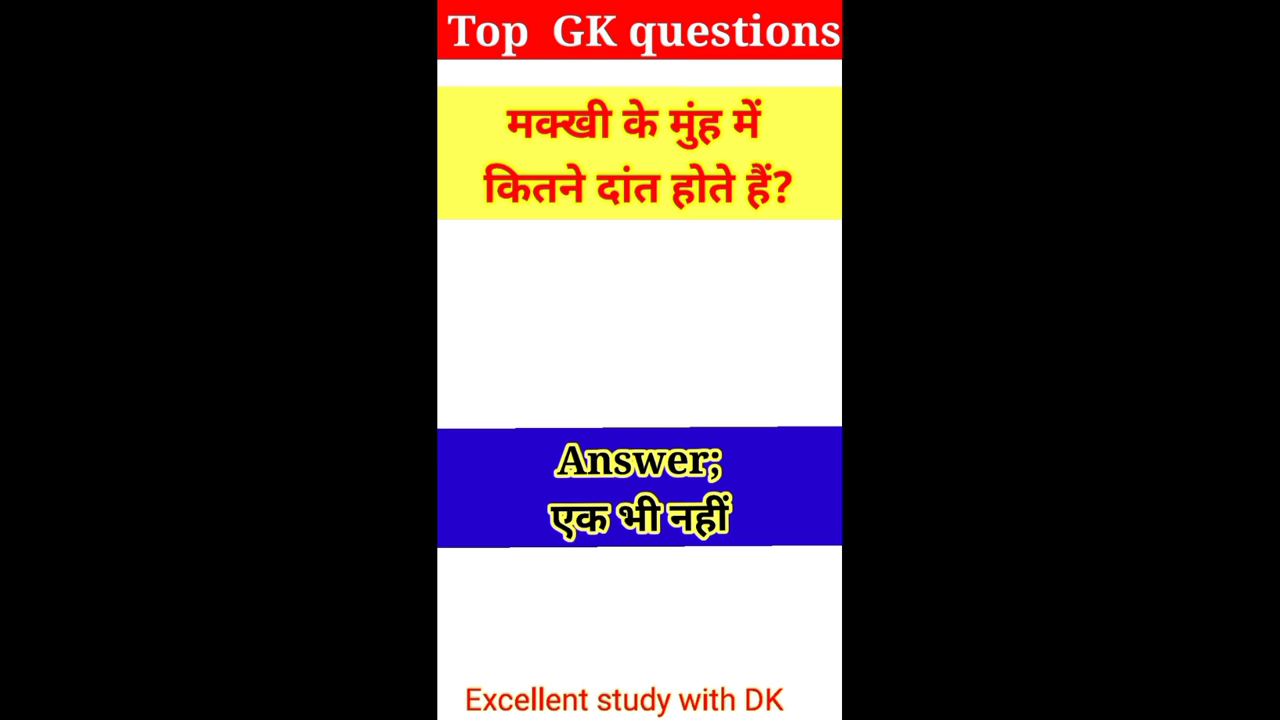 Top GK questions
मक्खी के मुंह में
कितने दांत होते हैं?
Answer;
एक भी नहीं
Excellent study with DK